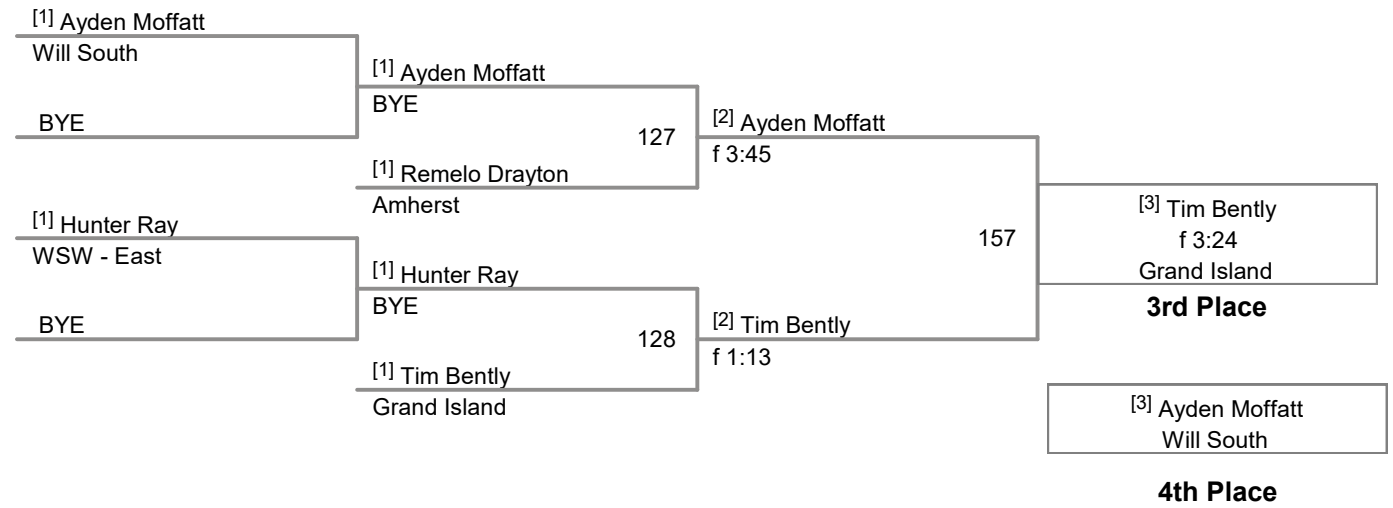 [1] Ayden Moffatt
Will South
BYE
[1] Hunter Ray
WSW - East
BYE
[1] Ayden Moffatt
BYE
127
[1] Remelo Drayton
Amherst
[1] Hunter Ray
BYE
128
[1] Tim Bently
Grand Island
[2] Ayden Moffatt
f 3:45
157
[2] Tim Bently
f 1:13
[3] Tim Bently
f 3:24
Grand Island
3rd Place
[3] Ayden Moffatt
Will South
4th Place